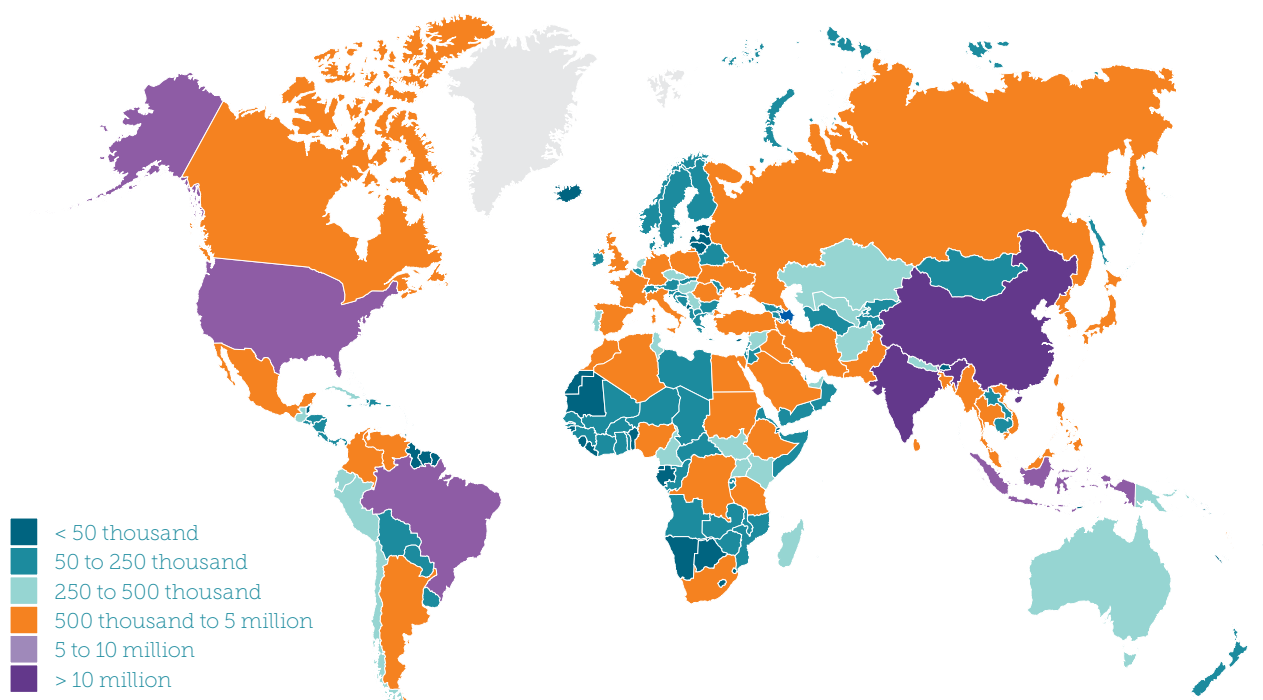 < 50 thousand
50 to 250 thousand
250 to 500 thousand
500 thousand to 5 million
5 to 10 million
> 10 million